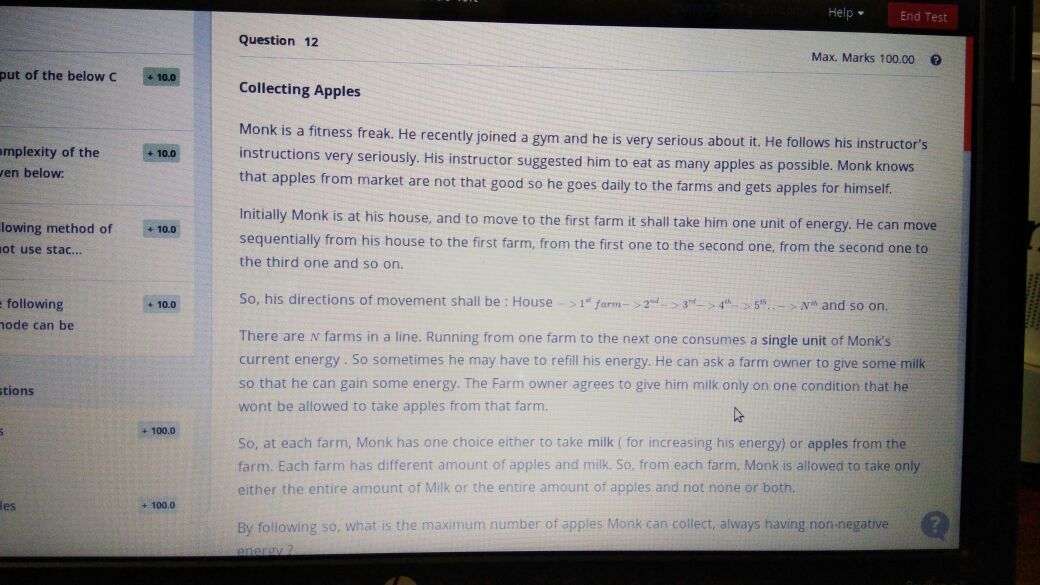 Help
End Test
Question 12
Max. Marks 100.00
put of the below C + 10.0
Collecting Apples
Monk is a fitness freak. He recently joined a gym and he is very serious about it. He follows his instructor's
omplexity of the + 10.0
instructions very seriously. His instructor suggested him to eat as many apples as possible. Monk knows
ven below:
that apples from market are not that good so he goes daily to the farms and gets apples for himself.
Initially Monk is at his house, and to move to the first farm it shall take him one unit of energy. He can move
llowing method of + 10.0
sequentially from his house to the first farm, from the first one to the second one, from the second one to
not use stac...
the third one and so on.
following + 10.0
So, his directions of movement shall be : House - > 1st farm- > 2nd- > 3rd- > 4th- > 5th..- > Nth and so on.
node can be
There are N farms in a line. Running from one farm to the next one consumes a single unit of Monk's
current energy . So sometimes he may have to refill his energy. He can ask a farm owner to give some milk
so that he can gain some energy. The Farm owner agrees to give him milk only on one condition that he
stions
wont be allowed to take apples from that farm.
s + 100.0
So, at each farm, Monk has one choice either to take milk ( for increasing his energy) or apples from the
farm. Each farm has different amount of apples and milk. So, from each farm, Monk is allowed to take only
either the entire amount of Milk or the entire amount of apples and not none or both.
les + 100.0
By following so, what is the maximum number of apples Monk can collect, always having non-negative
energy ?